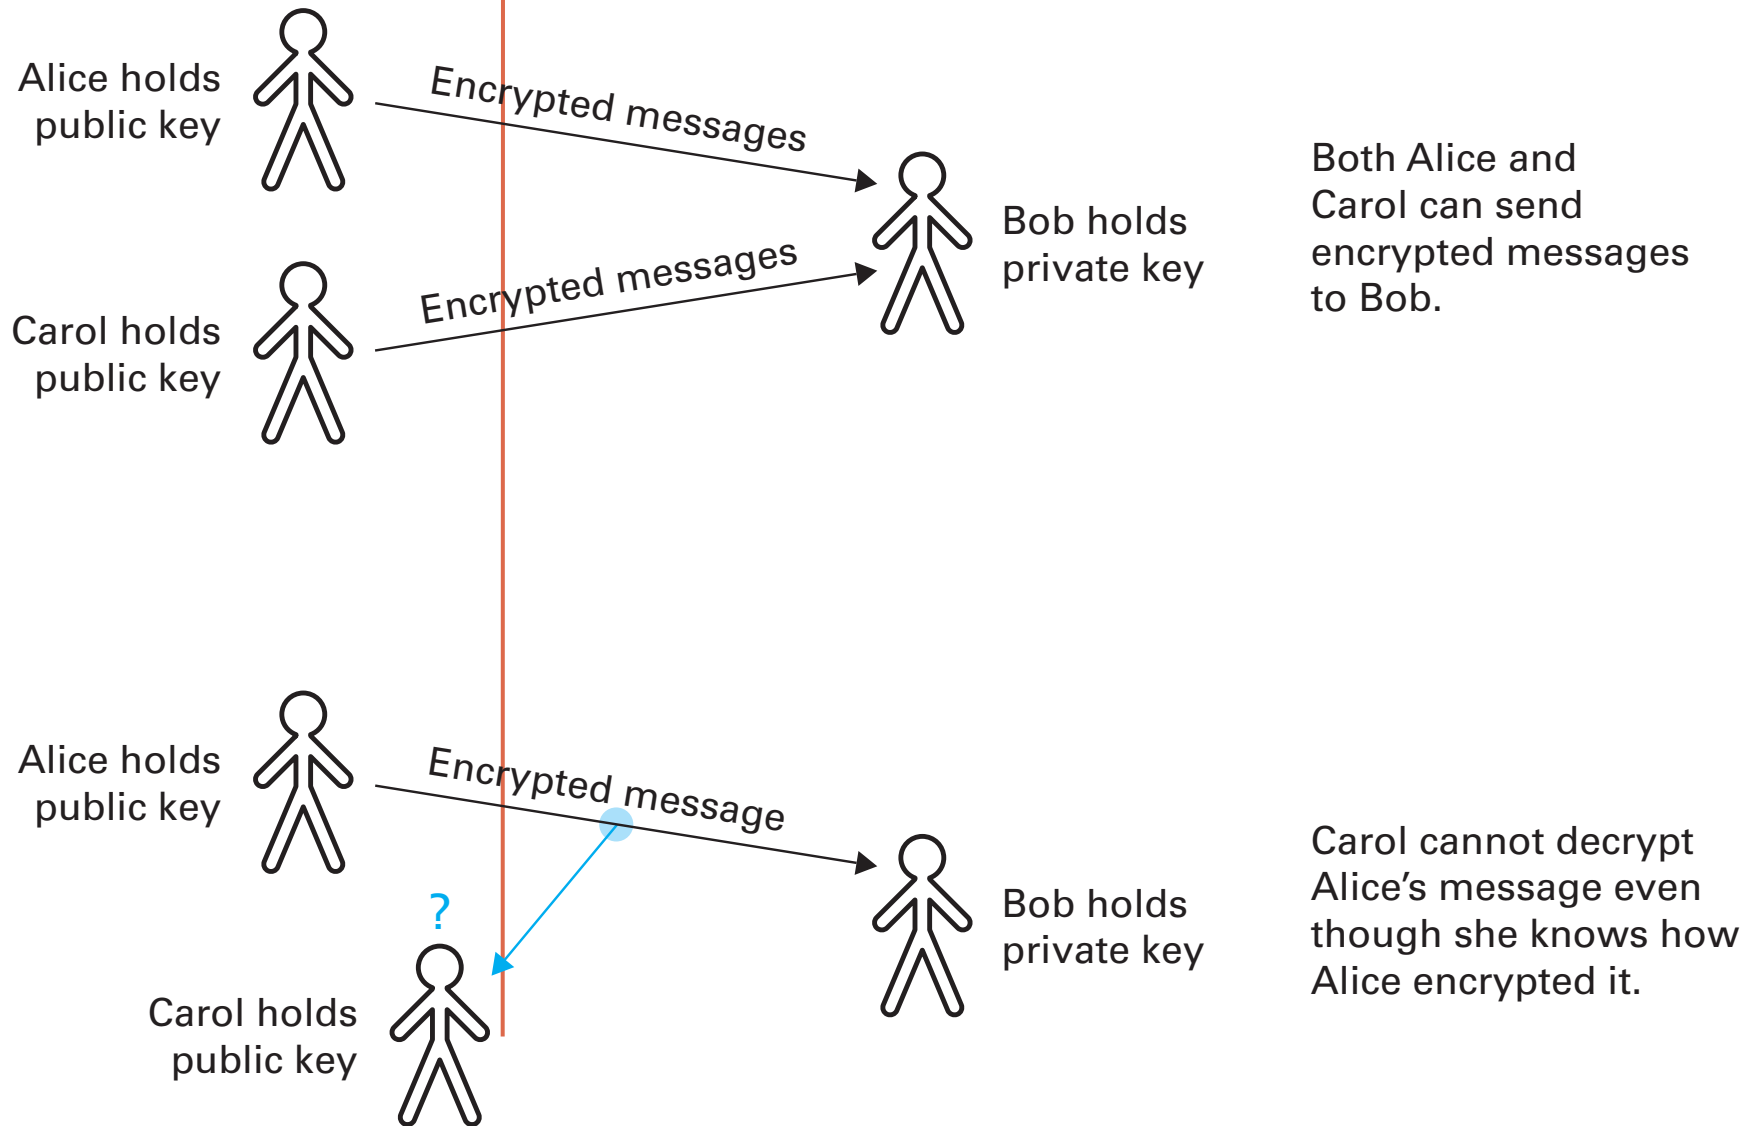 Alice holds
public key
Encrypted messages
Bob holds
private key
Both Alice and
Carol can send
encrypted messages
to Bob.
Carol holds
public key
Encrypted messages
Alice holds
public key
Encrypted message
Bob holds
private key
Carol cannot decrypt
Alice’s message even
though she knows how
Alice encrypted it.
?
Carol holds
public key